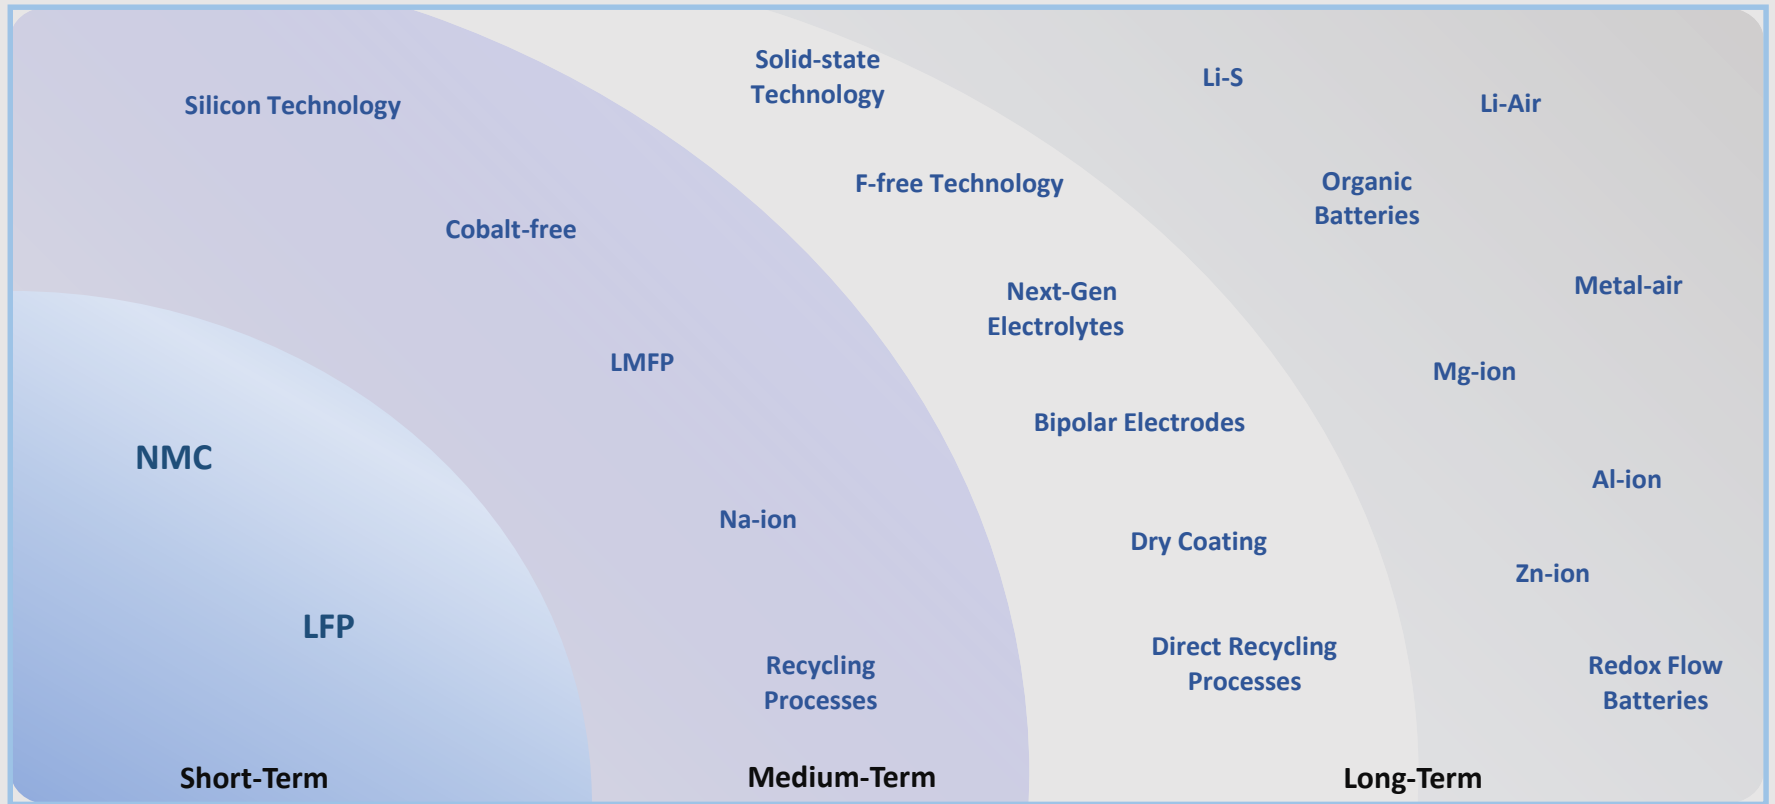 Silicon Technology
Cobalt-free
LMFP
Na-ion
Recycling
Processes
NMC
LFP
Solid-state
Technology
F-free Technology
Next-Gen
Electrolytes
Bipolar Electrodes
Dry Coating
Direct Recycling
Processes
Li-S
Li-Air
Organic
Batteries
Metal-air
Mg-ion
Al-ion
Zn-ion
Redox Flow
Batteries
Short-Term
Medium-Term
Long-Term